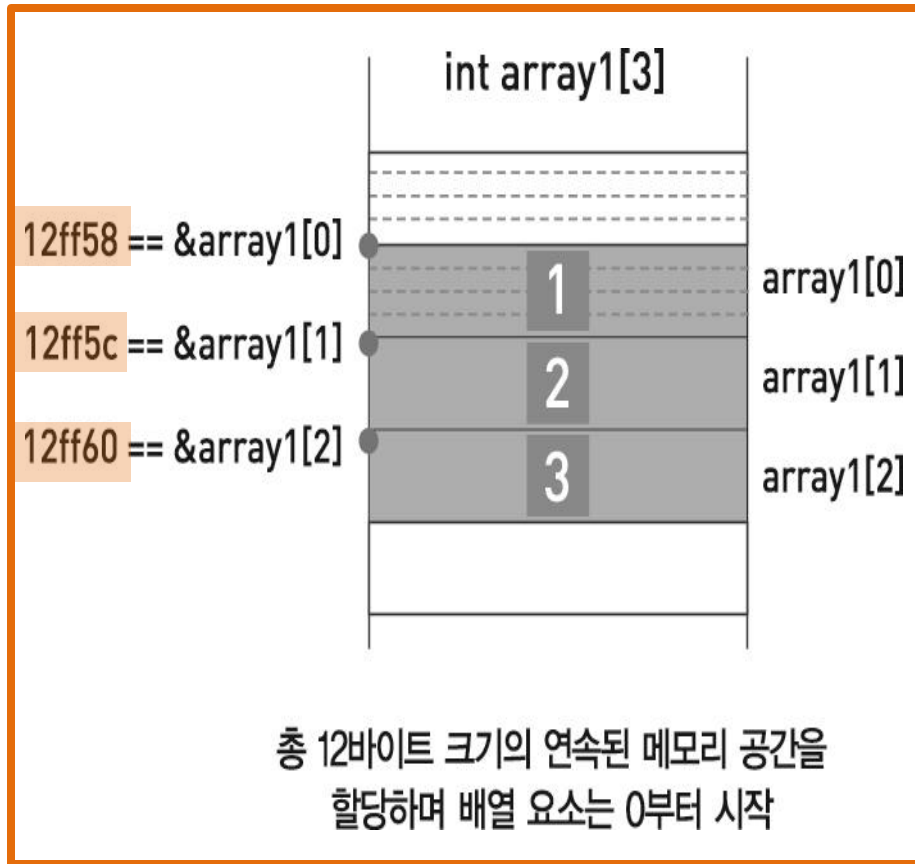 int array1[3]
12ff58 == &array1[0]
1
array1[0]
12ff5c == &array1[1]
2
array1[1]
12ff60 == &array1[2]
3
array1[2]
총 12바이트 크기의 연속된 메모리 공간을
할당하며 배열 요소는 0부터 시작